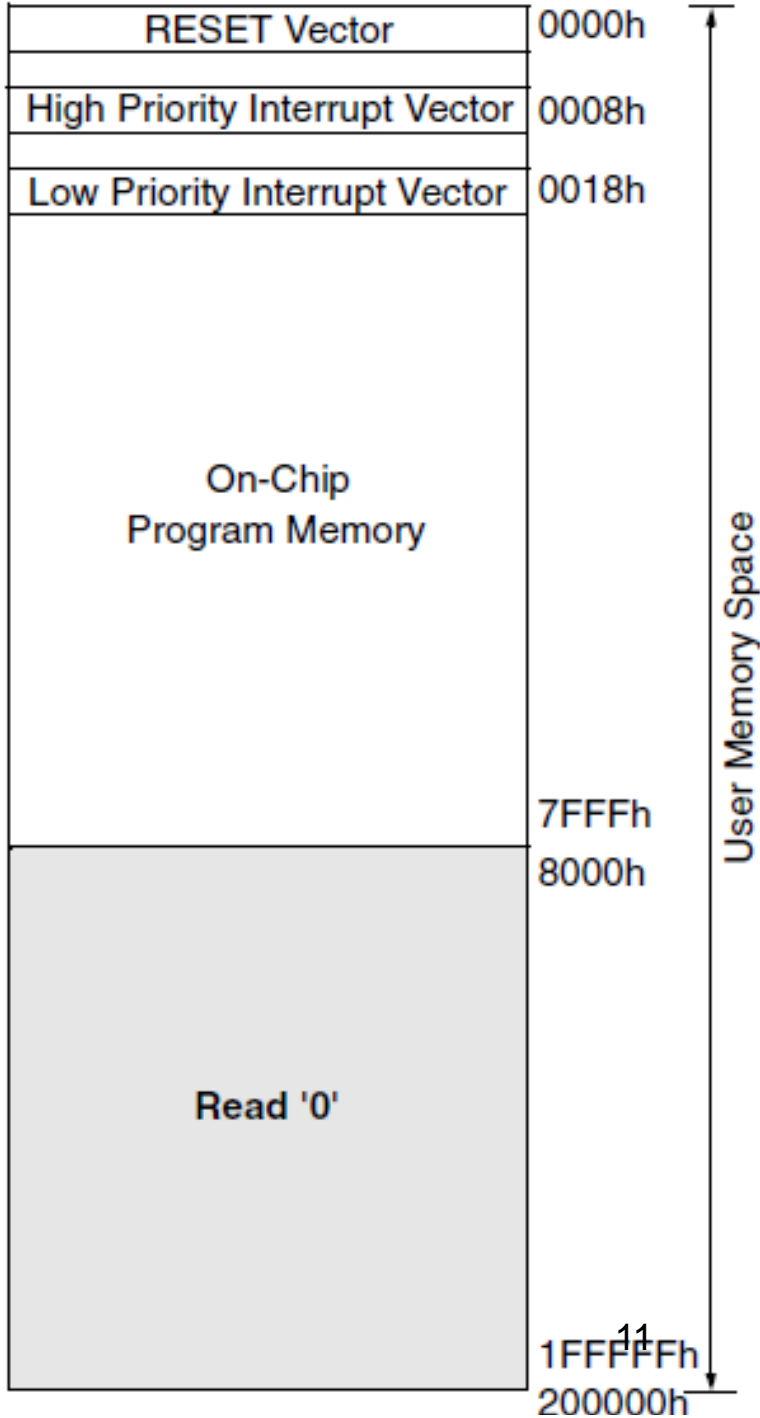 RESET Vector 0000h
High Priority Interrupt Vector 0008h
Low Priority Interrupt Vector 0018h
On-Chip
Program Memory
User Memory Space
7FFFh
8000h
Read '0'
11
1FFFFFh
200000h